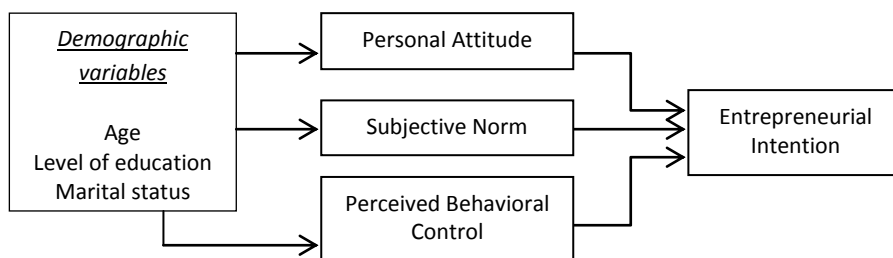 Demographic
variables
Age
Level of education
Marital status
Personal Attitude
Subjective Norm
Perceived Behavioral
Control
Entrepreneurial
Intention